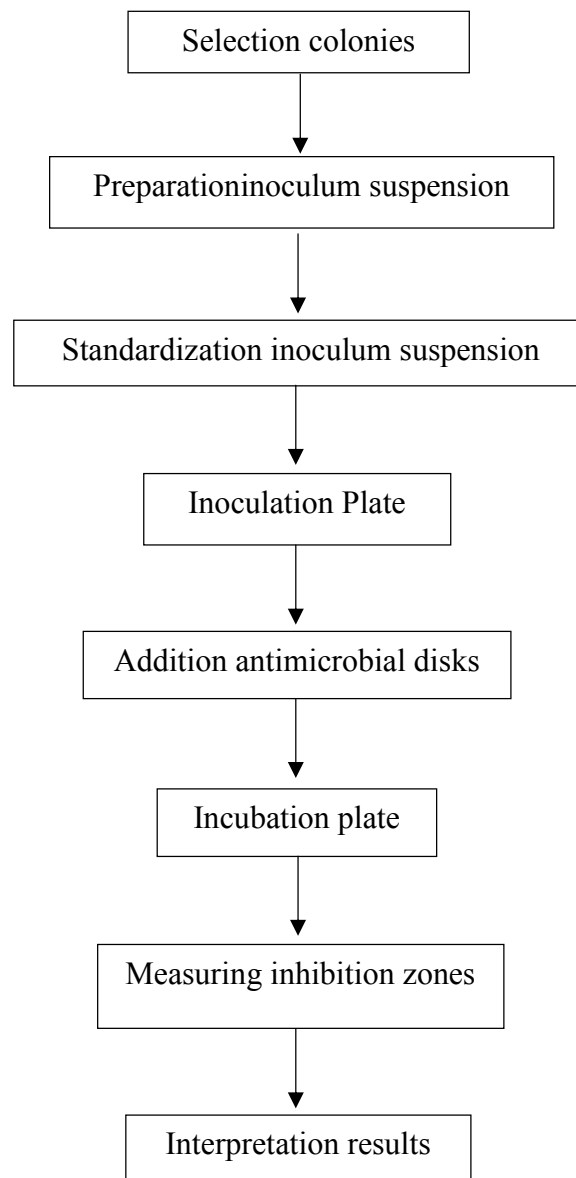 Selection colonies
Preparationinoculum suspension
Standardization inoculum suspension
Inoculation Plate
Addition antimicrobial disks
Incubation plate
Measuring inhibition zones
Interpretation results